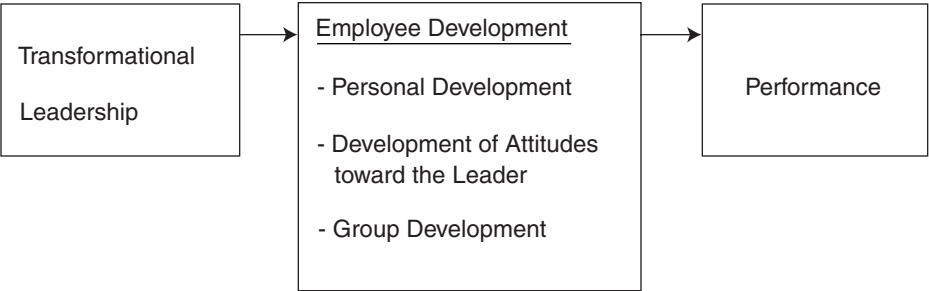 Transformational
Leadership
Employee Development
- Personal Development
- Development of Attitudes
toward the Leader
- Group Development
Performance